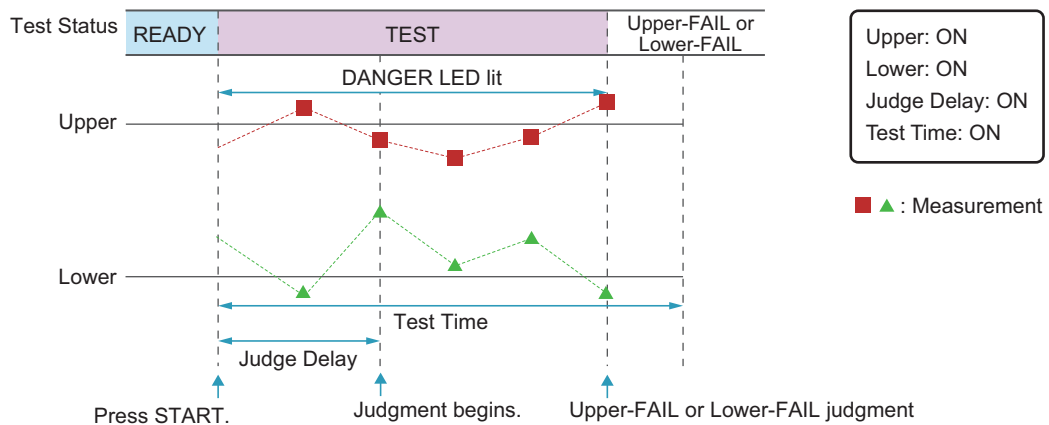 Test Status
READY
TEST
Upper-FAIL or
Lower-FAIL
DANGER LED lit
Upper
Lower
Test Time
Judge Delay
Press START.
Judgment begins.
Upper-FAIL or Lower-FAIL judgment
Upper: ON
Lower: ON
Judge Delay: ON
Test Time: ON
: Measurement